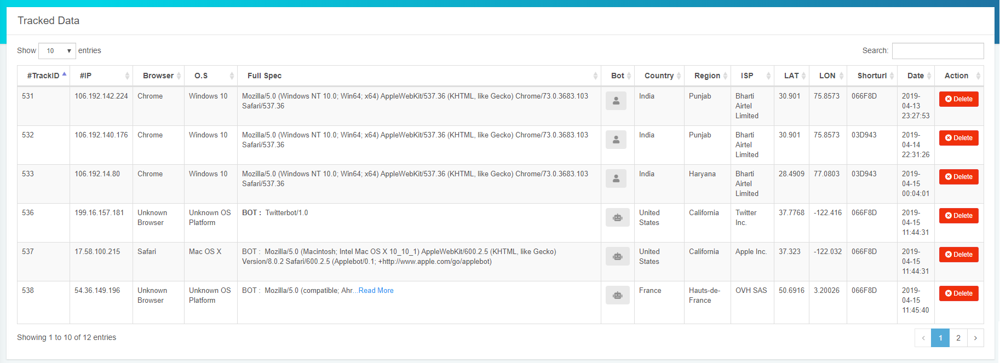 Tracked Data
Show 10 entries Search:
#TrackID #IP Browser O.S Full Spec Bot Country Region ISP LAT LON Shorturl Date Action
531 106.192.142.224 Chrome Windows 10 Mozilla/5.0 (Windows NT 10.0; Win64; x64) AppleWebKit/537.36 (KHTML, like Gecko) Chrome/73.0.3683.103 India Punjab Bharti 30.901 75.8573 066F8D 2019- Delete
Safari/537.36 Airtel 04-13
Limited 23:27:53
532 106.192.140.176 Chrome Windows 10 Mozilla/5.0 (Windows NT 10.0; Win64; x64) AppleWebKit/537.36 (KHTML, like Gecko) Chrome/73.0.3683.103 India Punjab Bharti 30.901 75.8573 03D943 2019- Delete
Safari/537.36 Airtel 04-14
Limited 22:31:26
533 106.192.14.80 Chrome Windows 10 Mozilla/5.0 (Windows NT 10.0; Win64; x64) AppleWebKit/537.36 (KHTML, like Gecko) Chrome/73.0.3683.103 India Haryana Bharti 28.4909 77.0803 03D943 2019- Delete
Safari/537.36 Airtel 04-15
Limited 00:04:01
536 199.16.157.181 Unknown Unknown OS BOT : Twitterbot/1.0 United California Twitter 37.7768 -122.416 066F8D 2019- Delete
Browser Platform States Inc. 04-15
11:44:31
537 17.58.100.215 Safari Mac OS X BOT : Mozilla/5.0 (Macintosh; Intel Mac OS X 10_10_1) AppleWebKit/600.2.5 (KHTML, like Gecko) United California Apple Inc. 37.323 -122.032 066F8D 2019- Delete
Version/8.0.2 Safari/600.2.5 (Applebot/0.1; +http://www.apple.com/go/applebot) States 04-15
11:44:31
538 54.36.149.196 Unknown Unknown OS BOT : Mozilla/5.0 (compatible; Ahr...Read More France Hauts-de- OVH SAS 50.6916 3.20026 066F8D 2019- Delete
Browser Platform France 04-15
11:45:40
Showing 1 to 10 of 12 entries ‹ 1 2 ›